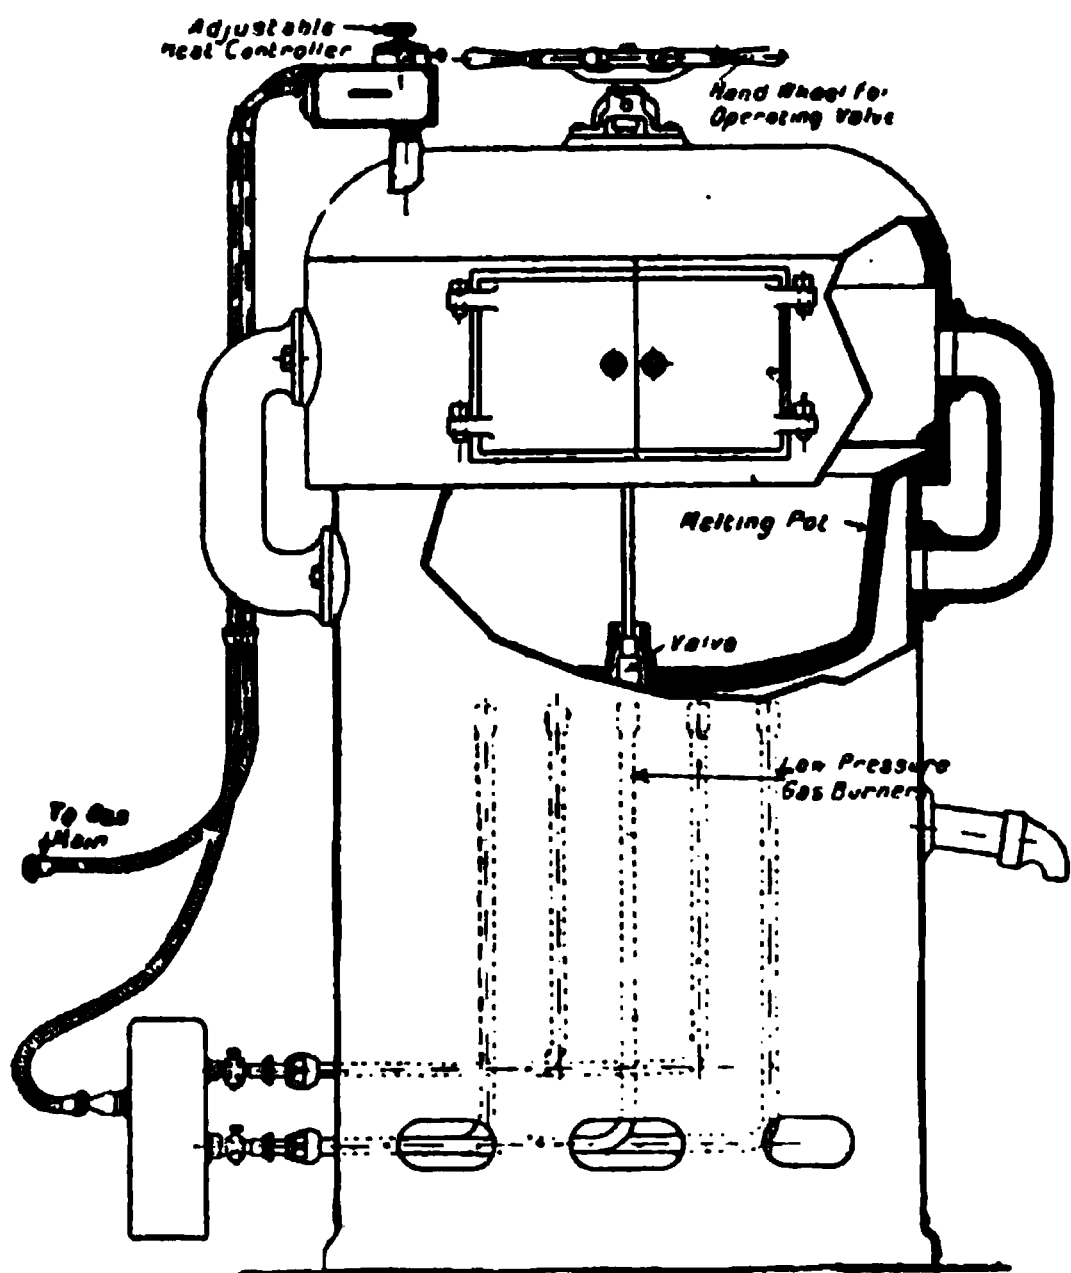 Adjustable
Heat Controller
Hand Wheel For
Operating Valve
Melting Pot
Valve
Low Pressure
Gas Burners
To Gas
Main